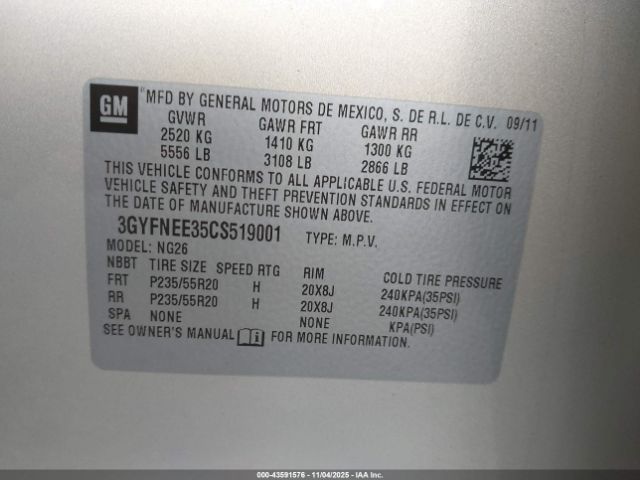 GM
"MFD BY GENERAL MOTORS DE MEXICO, S. DE R.L. DE C.V. 09/11
GVWR GAWR FRT GAWR RR
2520 KG 1410 KG 1300 KG
5556 LB 3108 LB 2866 LB
THIS VEHICLE CONFORMS TO ALL APPLICABLE U.S. FEDERAL MOTOR
VEHICLE SAFETY AND THEFT PREVENTION STANDARDS IN EFFECT ON
THE DATE OF MANUFACTURE SHOWN ABOVE.
3GYFNEE35CS519001 TYPE: M.P.V.
MODEL: NG26
NBBT TIRE SIZE SPEED RTG RIM COLD TIRE PRESSURE
FRT P235/55R20 H 20X8J 240KPA(35PSI)
RR P235/55R20 H 20X8J 240KPA(35PSI)
SPA NONE NONE KPA(PSI)
SEE OWNER'S MANUAL i FOR MORE INFORMATION.
000-43591576 - 11/04/2025 - IAA, Inc.